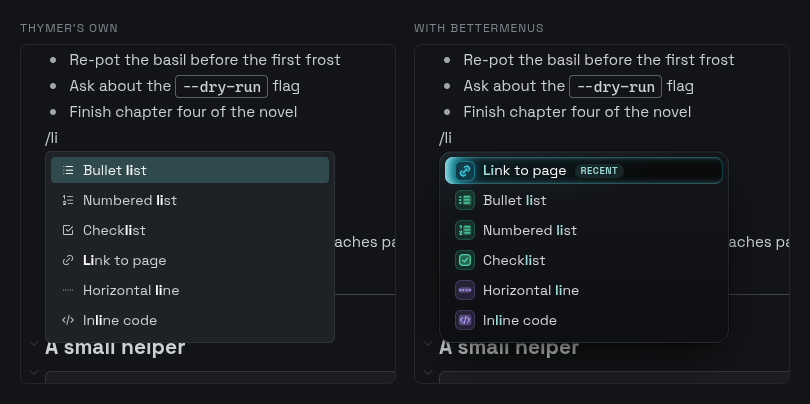 THYMER'S OWN
Re-pot the basil before the first frost
Ask about the --dry-run flag
Finish chapter four of the novel
/li
Bullet list
Numbered list
Checklist
Link to page
Horizontal line
Inline code
aches pa
A small helper
WITH BETTERMENUS
Re-pot the basil before the first frost
Ask about the --dry-run flag
Finish chapter four of the novel
/li
Link to page RECENT
Bullet list
Numbered list
Checklist
Horizontal line
Inline code
aches pa
A small helper